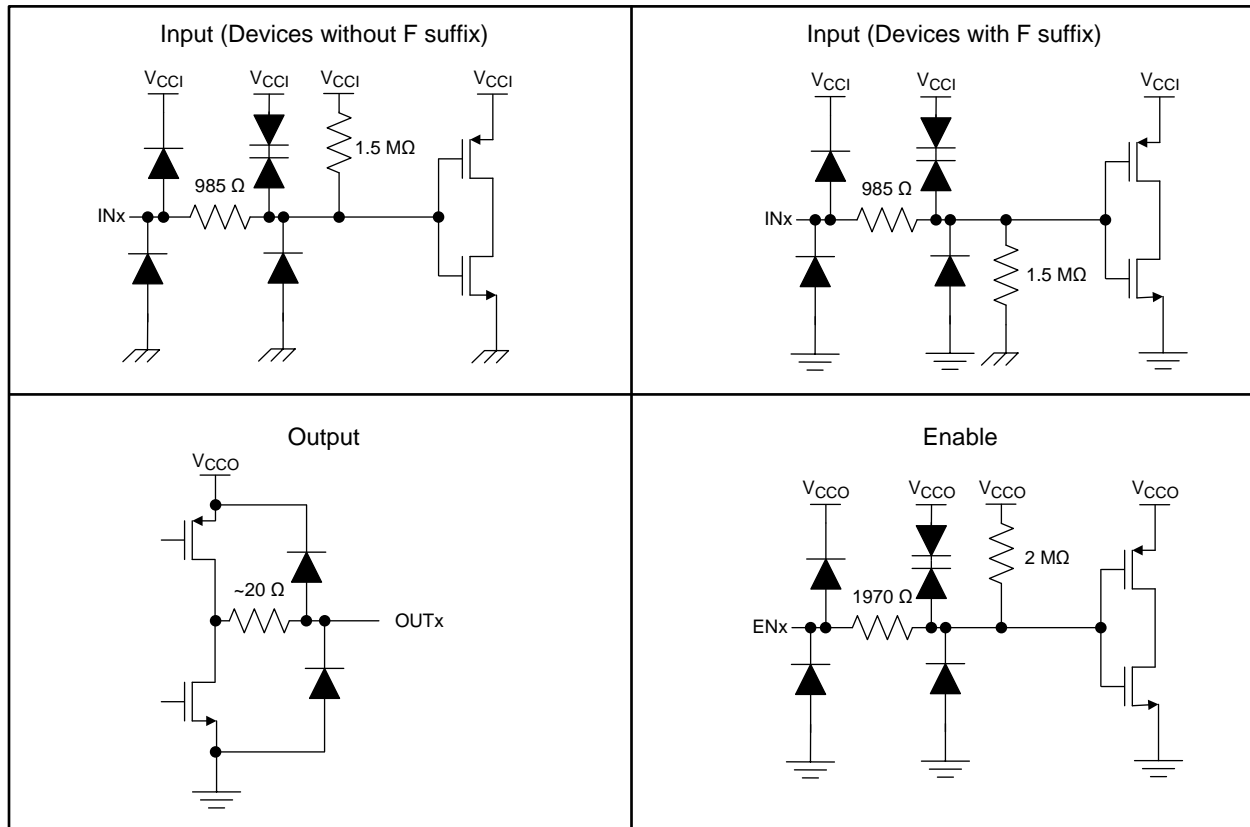 Input (Devices without F suffix)
VCCI
VCCI
VCCI
VCCI
1.5 MΩ
985 Ω
INx
Input (Devices with F suffix)
VCCI
VCCI
VCCI
985 Ω
INx
1.5 MΩ
Output
VCCO
~20 Ω
OUTx
Enable
VCCO
VCCO
VCCO
VCCO
2 MΩ
1970 Ω
ENx